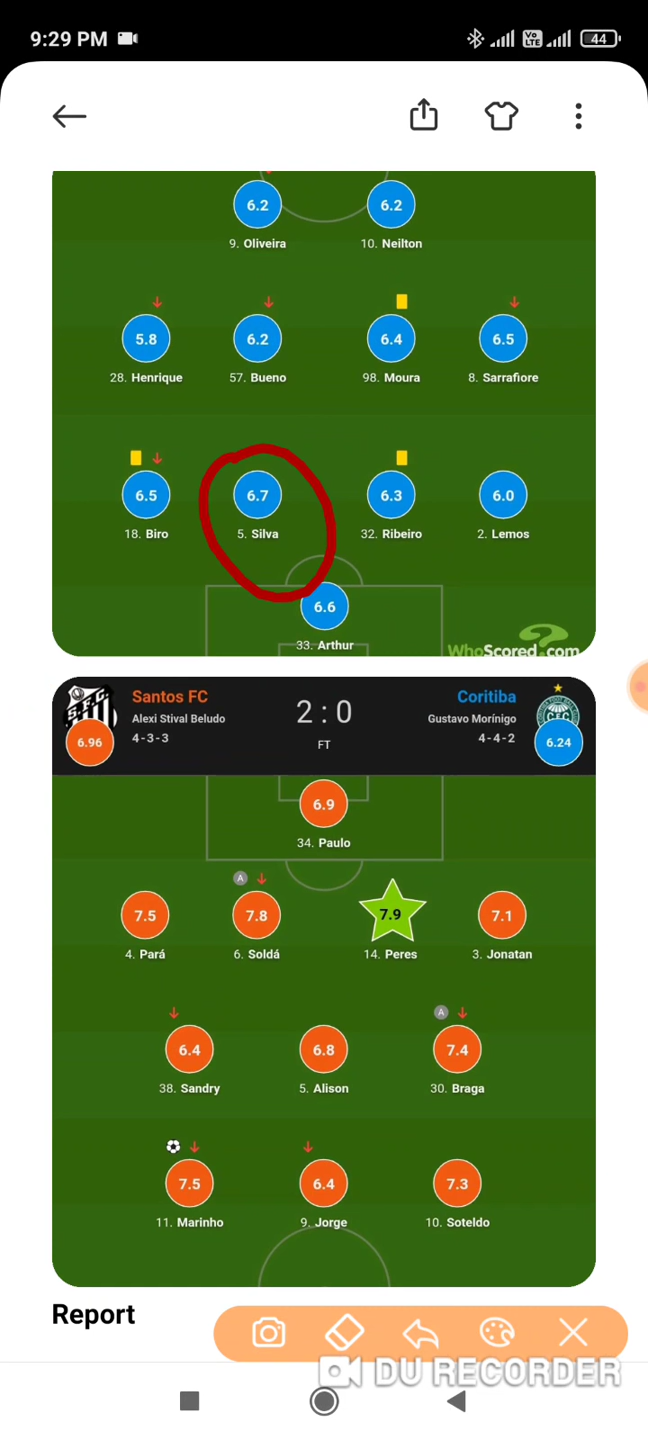 9:29 PM
Vo LTE
44
6.2 6.2
9. Oliveira 10. Neilton
5.8 6.2 6.4 6.5
28. Henrique 57. Bueno 98. Moura 8. Sarrafiore
6.5 6.7 6.3 6.0
18. Biro 5. Silva 32. Ribeiro 2. Lemos
6.6
33. Arthur
WhoScored.com
Santos FC 2 : 0 Coritiba
Alexi Stival Beludo Gustavo Morínigo
4-3-3 FT 4-4-2
6.96 6.24
CFC
6.9
34. Paulo
A
7.5 7.8 7.9 7.1
4. Pará 6. Soldá 14. Peres 3. Jonatan
A
6.4 6.8 7.4
38. Sandry 5. Alison 30. Braga
7.5 6.4 7.3
11. Marinho 9. Jorge 10. Soteldo
Report
DU RECORDER